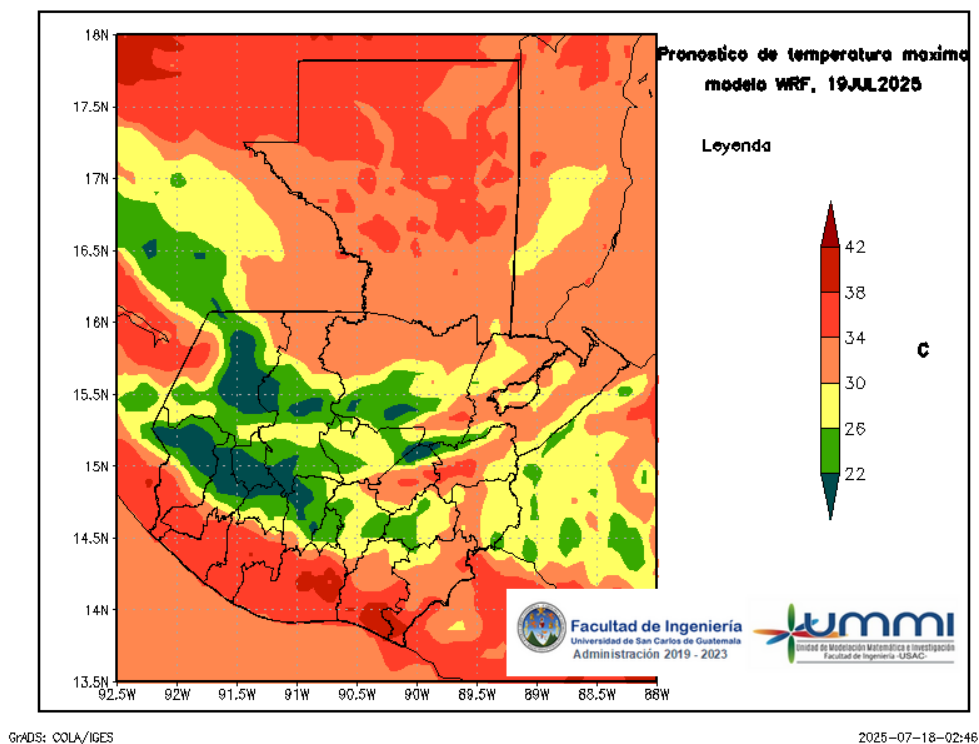 Pronostico de temperatura maxima
modelo WRF, 19JUL2025
Leyenda
18N
17.5N
17N
16.5N
16N
15.5N
15N
14.5N
14N
13.5N
92.5W
92W
91.5W
91W
90.5W
90W
89.5W
89W
88.5W
88W
42
38
34
30
26
22
C
Facultad de Ingeniería
Universidad de San Carlos de Guatemala
Administración 2019 - 2023
ummi
Unidad de Modelación Matemática e Investigación
Facultad de Ingeniería -USAC-
GrADS: COLA/IGES
2025-07-18-02:46